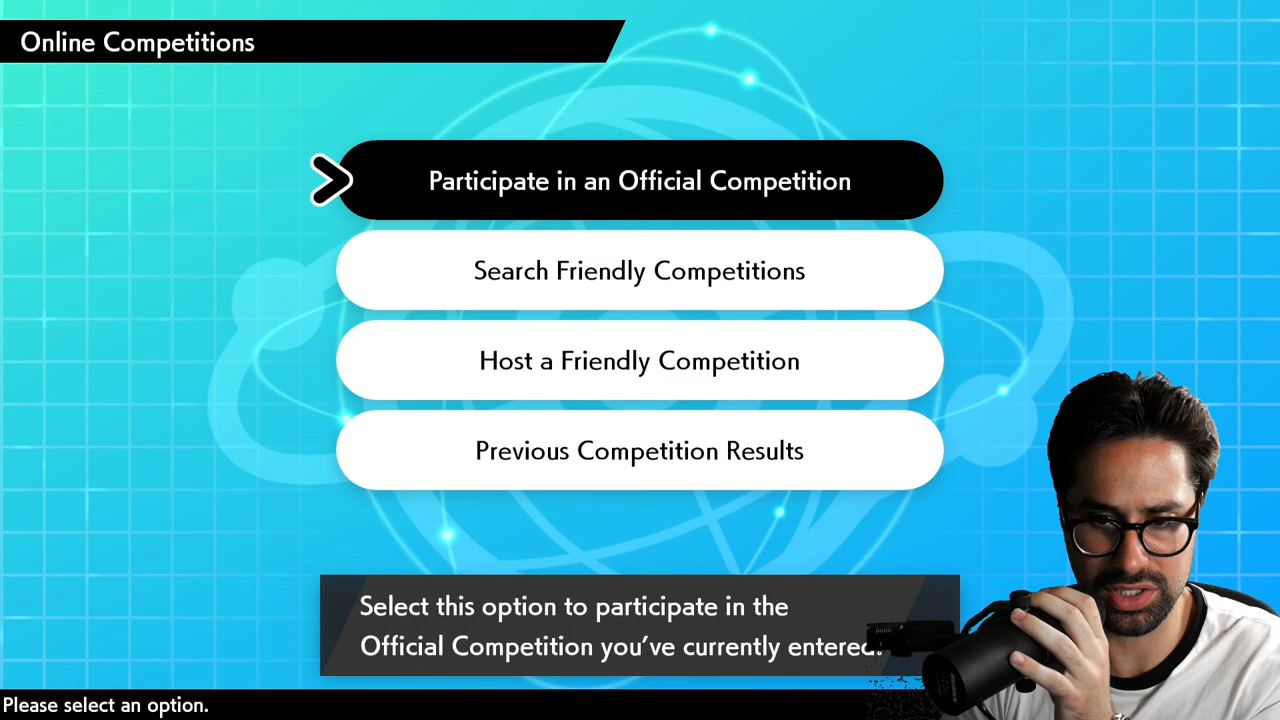 Online Competitions
Participate in an Official Competition
Search Friendly Competitions
Host a Friendly Competition
Previous Competition Results
Select this option to participate in the
Official Competition you've currently entered.
Please select an option.